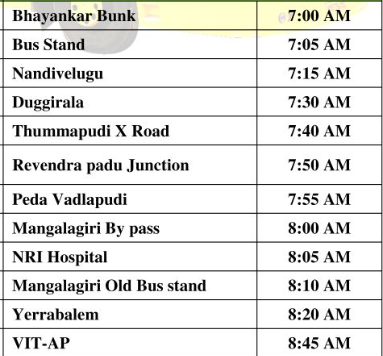 Bhayankar Bunk 7:00 AM
Bus Stand 7:05 AM
Nandivelugu 7:15 AM
Duggirala 7:30 AM
Thummapudi X Road 7:40 AM
Revendra padu Junction 7:50 AM
Peda Vadlapudi 7:55 AM
Mangalagiri By pass 8:00 AM
NRI Hospital 8:05 AM
Mangalagiri Old Bus stand 8:10 AM
Yerrabalem 8:20 AM
VIT-AP 8:45 AM